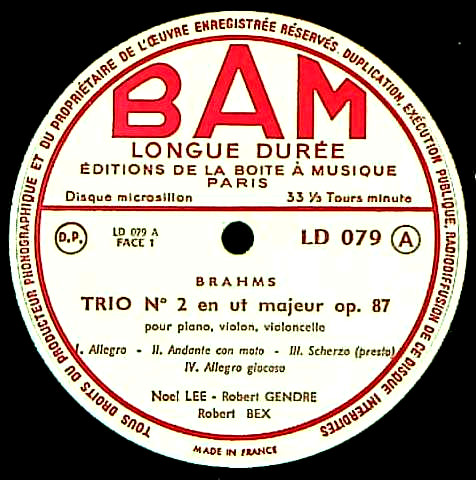 TOUS DROITS DU PRODUCTEUR PHONOGRAPHIQUE ET DU PROPRIÉTAIRE DE L'ŒUVRE ENREGISTRÉE RÉSERVÉS. DUPLICATION, EXÉCUTION PUBLIQUE, RADIODIFFUSION DE CE DISQUE INTERDITES
BAM
LONGUE DURÉE
ÉDITIONS DE LA BOITE À MUSIQUE
PARIS
Disque microsillon 33 1/3 Tours minute
D.P. LD 079 A LD 079 A
FACE 1
BRAHMS
TRIO N° 2 en ut majeur op. 87
pour piano, violon, violoncelle
I. Allegro - II. Andante con moto - III. Scherzo (presto)
IV. Allegro giocoso
Noel LEE - Robert GENDRE
Robert BEX
MADE IN FRANCE